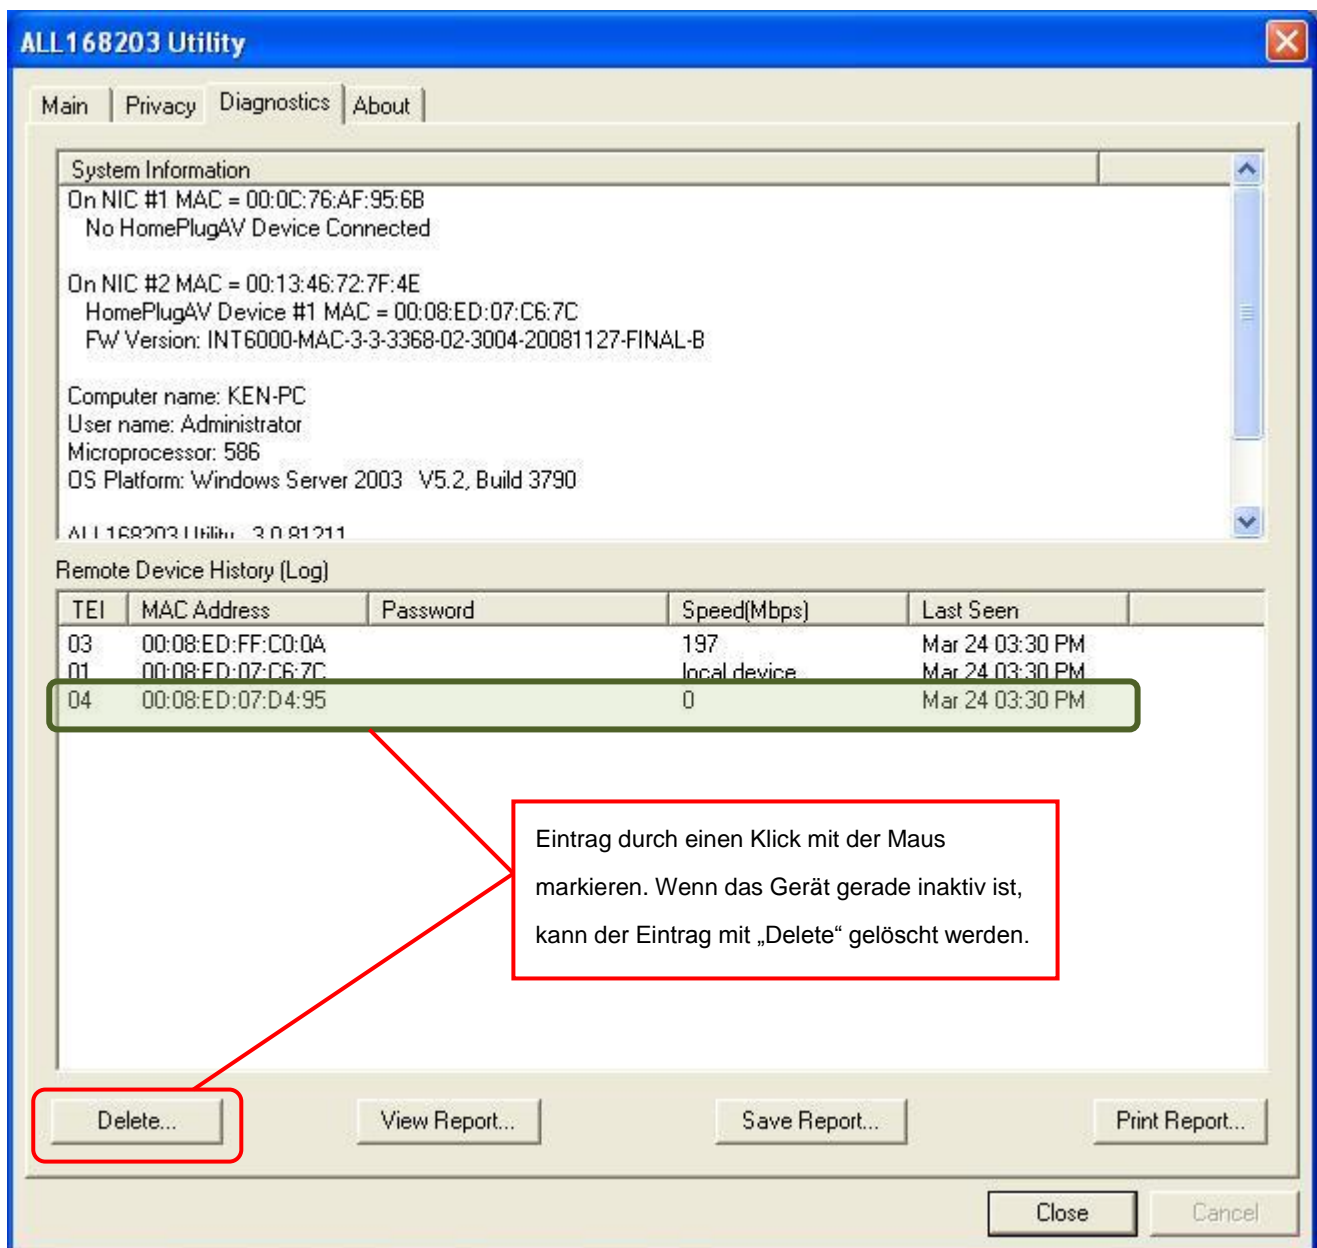 ALL168203 Utility
Main Privacy Diagnostics About
System Information
On NIC #1 MAC = 00:0C:76:AF:95:6B
No HomePlugAV Device Connected
On NIC #2 MAC = 00:13:46:72:7F:4E
HomePlugAV Device #1 MAC = 00:08:ED:07:C6:7C
FW Version: INT6000-MAC-3-3-3368-02-3004-20081127-FINAL-B
Computer name: KEN-PC
User name: Administrator
Microprocessor: 586
OS Platform: Windows Server 2003 V5.2, Build 3790
ALL168203 Utility 3.0.81211
Remote Device History (Log)
TEI MAC Address Password Speed(Mbps) Last Seen
03 00:08:ED:FF:C0:0A 197 Mar 24 03:30 PM
01 00:08:ED:07:C6:7C local device Mar 24 03:30 PM
04 00:08:ED:07:D4:95 0 Mar 24 03:30 PM
Eintrag durch einen Klick mit der Maus
markieren. Wenn das Gerät gerade inaktiv ist,
kann der Eintrag mit „Delete“ gelöscht werden.
Delete... View Report... Save Report... Print Report...
Close Cancel